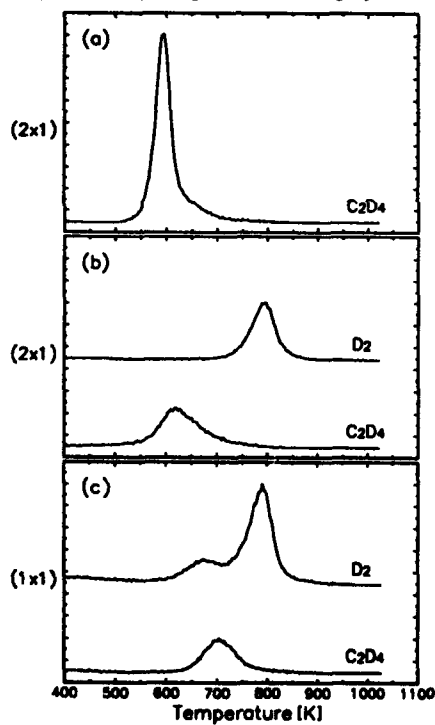 (a)
(2x1)
C2D4
(b)
(2x1)
D2
C2D4
(c)
(1x1)
D2
C2D4
400 500 600 700 800 900 1000 1100
Temperature [K]